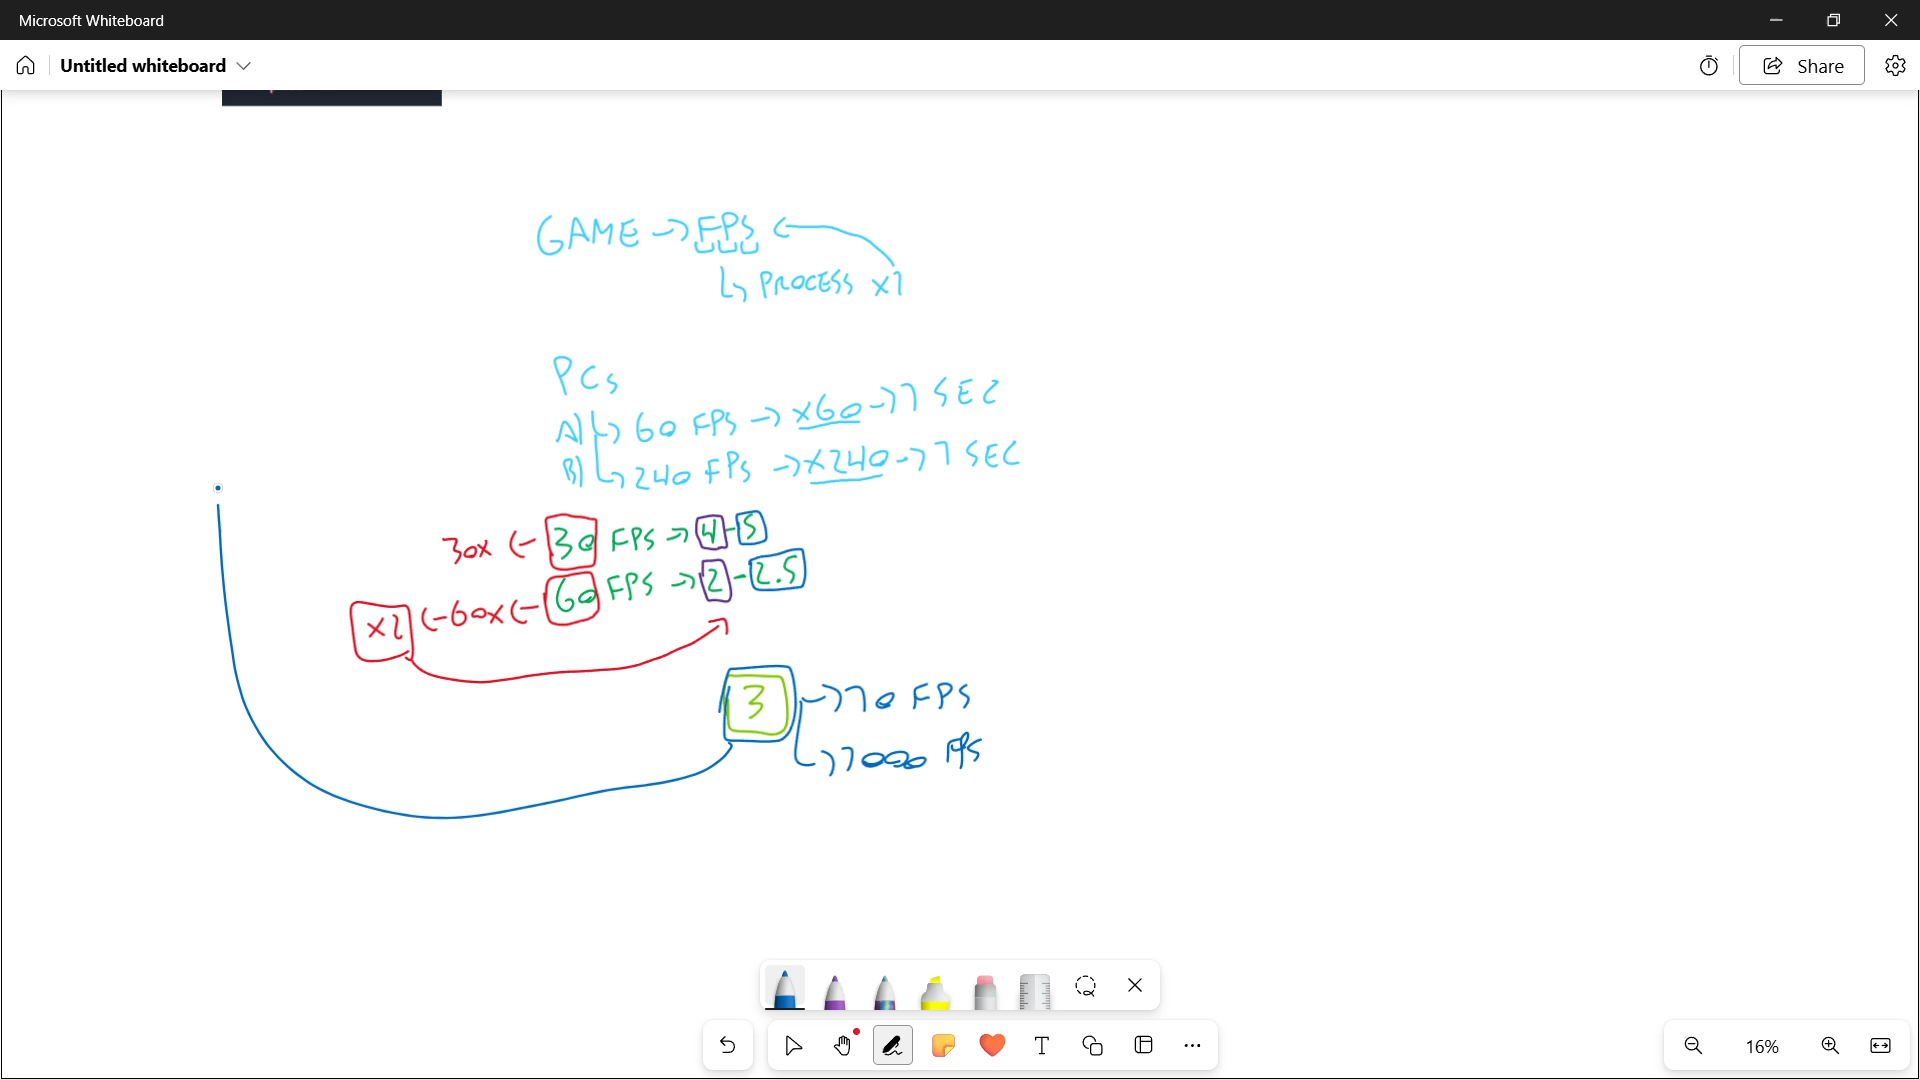 Microsoft Whiteboard
Untitled whiteboard
Share
GAME → FPS ←
↳ PROCESS x1
PCs
A) ↳ 60 FPS → x60 → 1 SEC
B) ↳ 240 FPS → x240 → 1 SEC
30x ← 30 FPS → 4 - 5
x2 ← 60x ← 60 FPS → 2 - 2.5
3 → 10 FPS
↳ 1000 FPS
16%